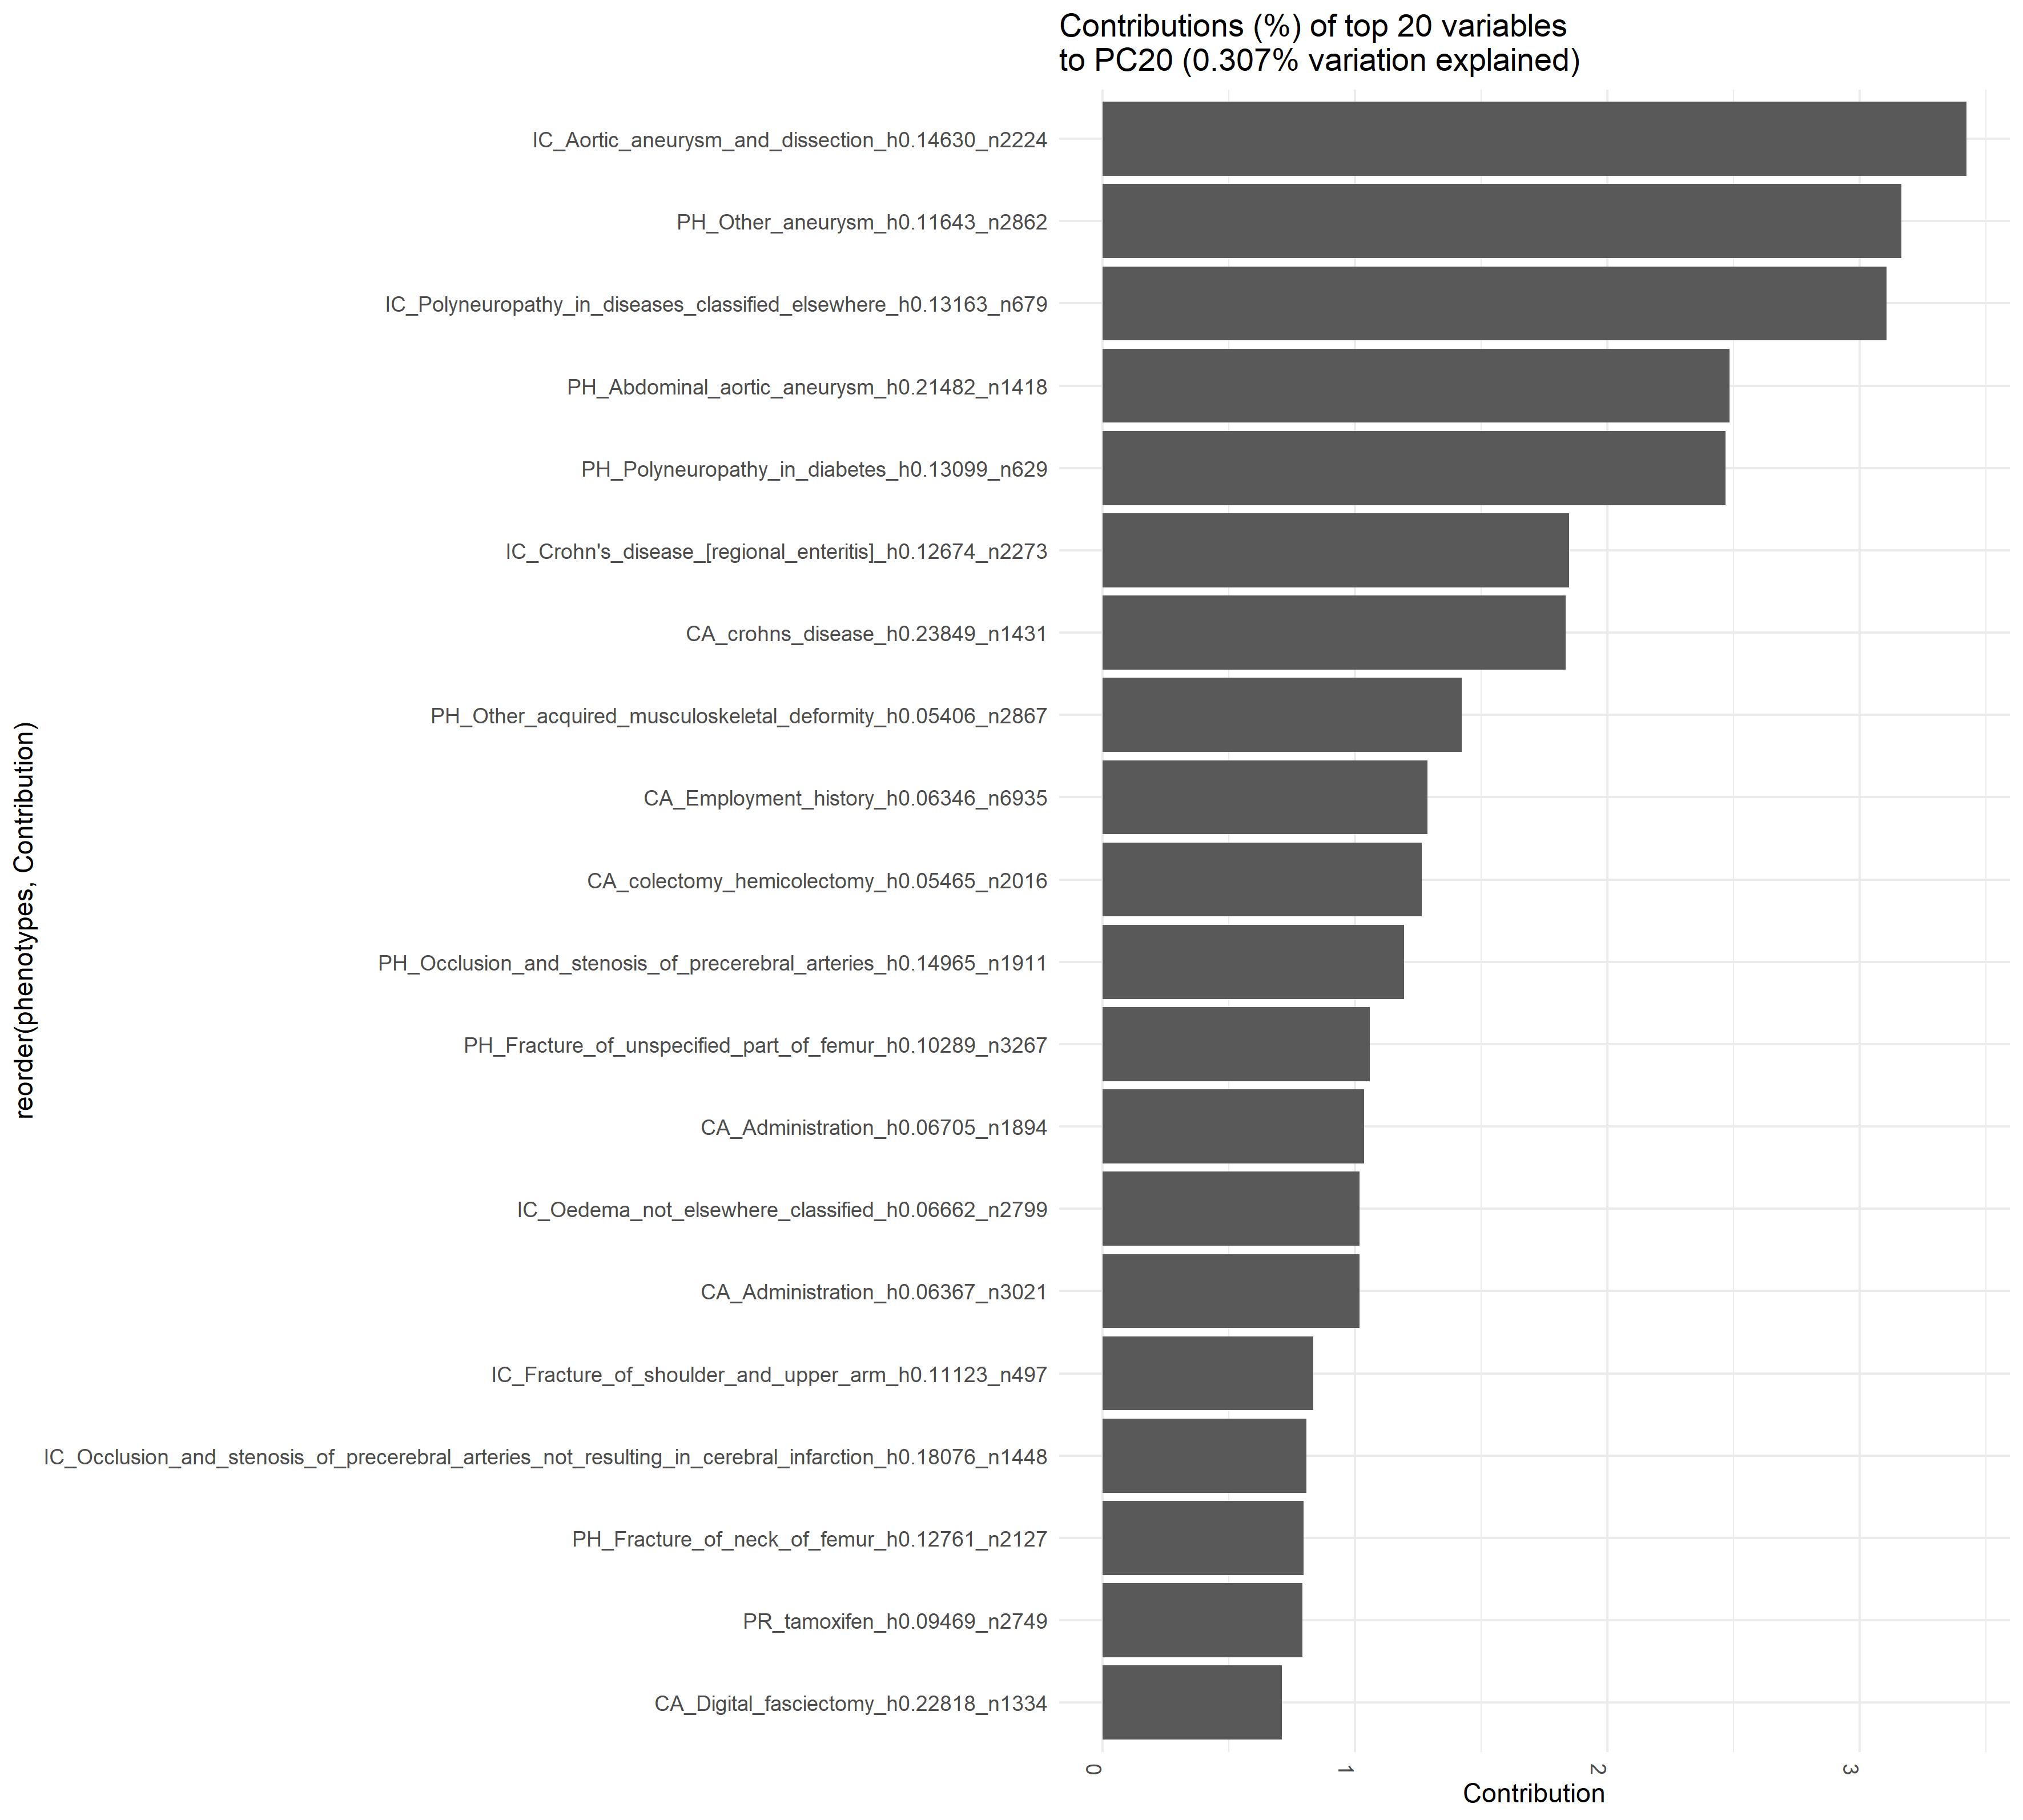 Contributions (%) of top 20 variables
to PC20 (0.307% variation explained)
IC_Aortic_aneurysm_and_dissection_h0.14630_n2224
PH_Other_aneurysm_h0.11643_n2862
IC_Polyneuropathy_in_diseases_classified_elsewhere_h0.13163_n679
PH_Abdominal_aortic_aneurysm_h0.21482_n1418
PH_Polyneuropathy_in_diabetes_h0.13099_n629
IC_Crohn's_disease_[regional_enteritis]_h0.12674_n2273
CA_crohns_disease_h0.23849_n1431
PH_Other_acquired_musculoskeletal_deformity_h0.05406_n2867
CA_Employment_history_h0.06346_n6935
CA_colectomy_hemicolectomy_h0.05465_n2016
PH_Occlusion_and_stenosis_of_precerebral_arteries_h0.14965_n1911
PH_Fracture_of_unspecified_part_of_femur_h0.10289_n3267
CA_Administration_h0.06705_n1894
IC_Oedema_not_elsewhere_classified_h0.06662_n2799
CA_Administration_h0.06367_n3021
IC_Fracture_of_shoulder_and_upper_arm_h0.11123_n497
IC_Occlusion_and_stenosis_of_precerebral_arteries_not_resulting_in_cerebral_infarction_h0.18076_n1448
PH_Fracture_of_neck_of_femur_h0.12761_n2127
PR_tamoxifen_h0.09469_n2749
CA_Digital_fasciectomy_h0.22818_n1334
reorder(phenotypes, Contribution)
0 1 2 3
Contribution